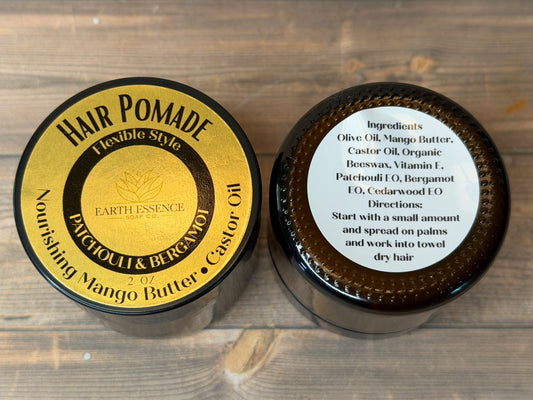 Hair Pomade
Flexible Style
EARTH ESSENCE
SOAP CO.
PATCHOULI & BERGAMOT
Nourishing Mango Butter • Castor Oil
2 OZ
Ingredients
Olive Oil, Mango Butter,
Castor Oil, Organic
Beeswax, Vitamin E,
Patchouli EO, Bergamot
EO, Cedarwood EO
Directions:
Start with a small amount
and spread on palms
and work into towel
dry hair